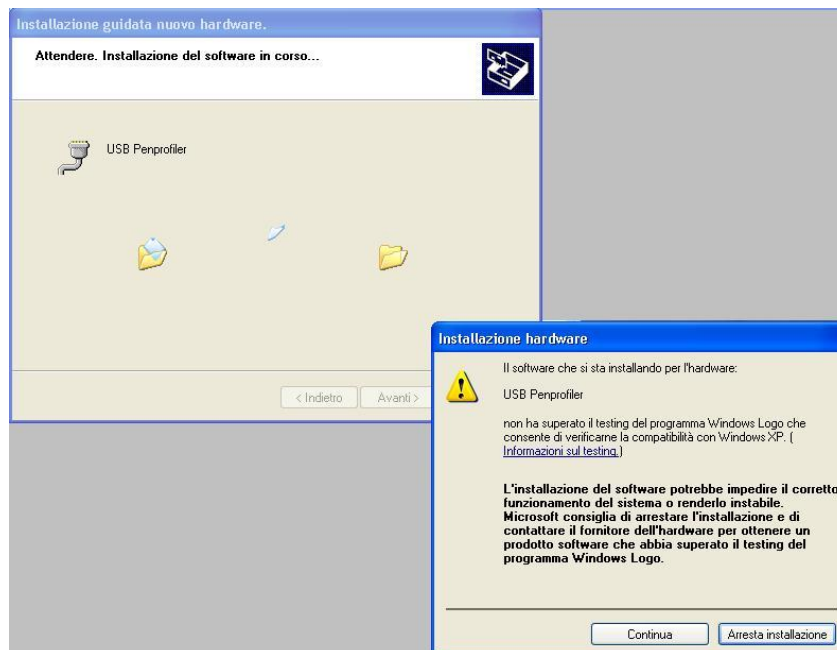 Installazione guidata nuovo hardware.
Attendere. Installazione del software in corso...
USB Penprofiler
< Indietro
Avanti >
Installazione hardware
Il software che si sta installando per l'hardware:
USB Penprofiler
non ha superato il testing del programma Windows Logo che
consente di verificarne la compatibilità con Windows XP. (
Informazioni sul testing.)
L'installazione del software potrebbe impedire il corretto
funzionamento del sistema o renderlo instabile.
Microsoft consiglia di arrestare l'installazione e di
contattare il fornitore dell'hardware per ottenere un
prodotto software che abbia superato il testing del
programma Windows Logo.
Continua
Arresta installazione